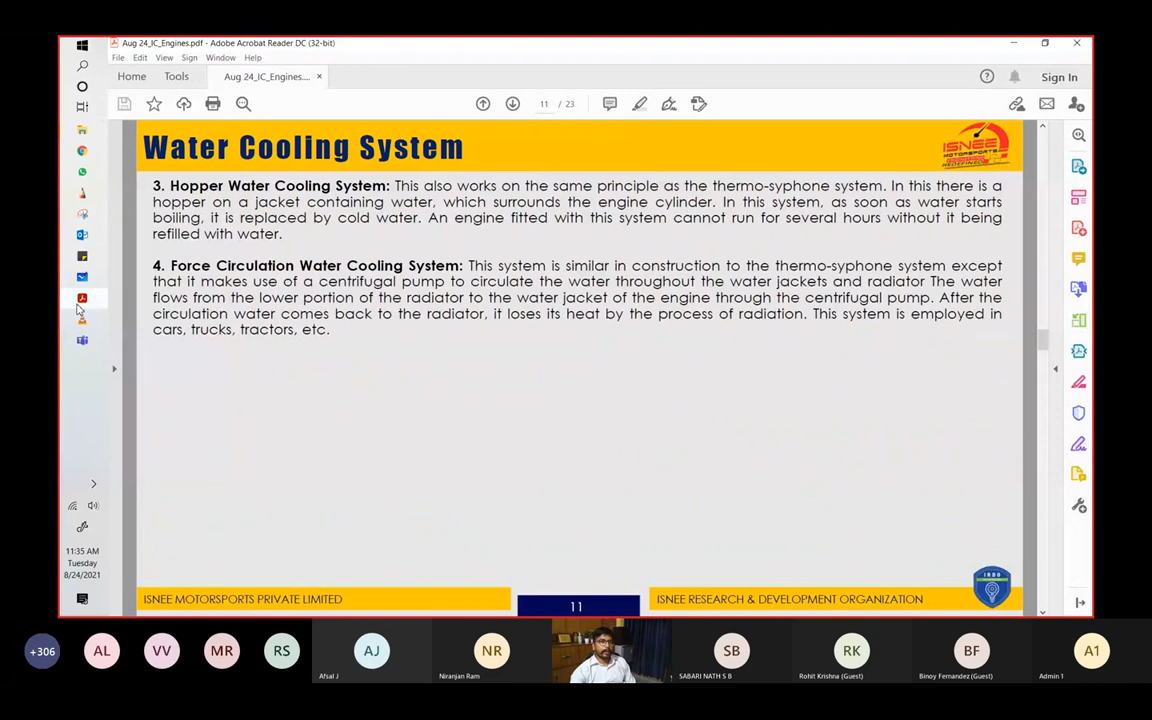 Aug 24_IC_Engines.pdf - Adobe Acrobat Reader DC (32-bit)
File Edit View Sign Window Help
Home Tools Aug 24_IC_Engines.... × Sign In
11 / 23
Water Cooling System
ISNEE
MOTORSPORTS
3. Hopper Water Cooling System: This also works on the same principle as the thermo-syphone system. In this there is a
hopper on a jacket containing water, which surrounds the engine cylinder. In this system, as soon as water starts
boiling, it is replaced by cold water. An engine fitted with this system cannot run for several hours without it being
refilled with water.
4. Force Circulation Water Cooling System: This system is similar in construction to the thermo-syphone system except
that it makes use of a centrifugal pump to circulate the water throughout the water jackets and radiator The water
flows from the lower portion of the radiator to the water jacket of the engine through the centrifugal pump. After the
circulation water comes back to the radiator, it loses its heat by the process of radiation. This system is employed in
cars, trucks, tractors, etc.
11:35 AM
Tuesday
8/24/2021
IRDO
ISNEE MOTORSPORTS PRIVATE LIMITED
11
ISNEE RESEARCH & DEVELOPMENT ORGANIZATION
+306 AL VV MR RS AJ NR SB RK BF A1
Afsal J Niranjan Ram SABARI NATH S B Rohit Krishna (Guest) Binoy Fernandez (Guest) Admin 1